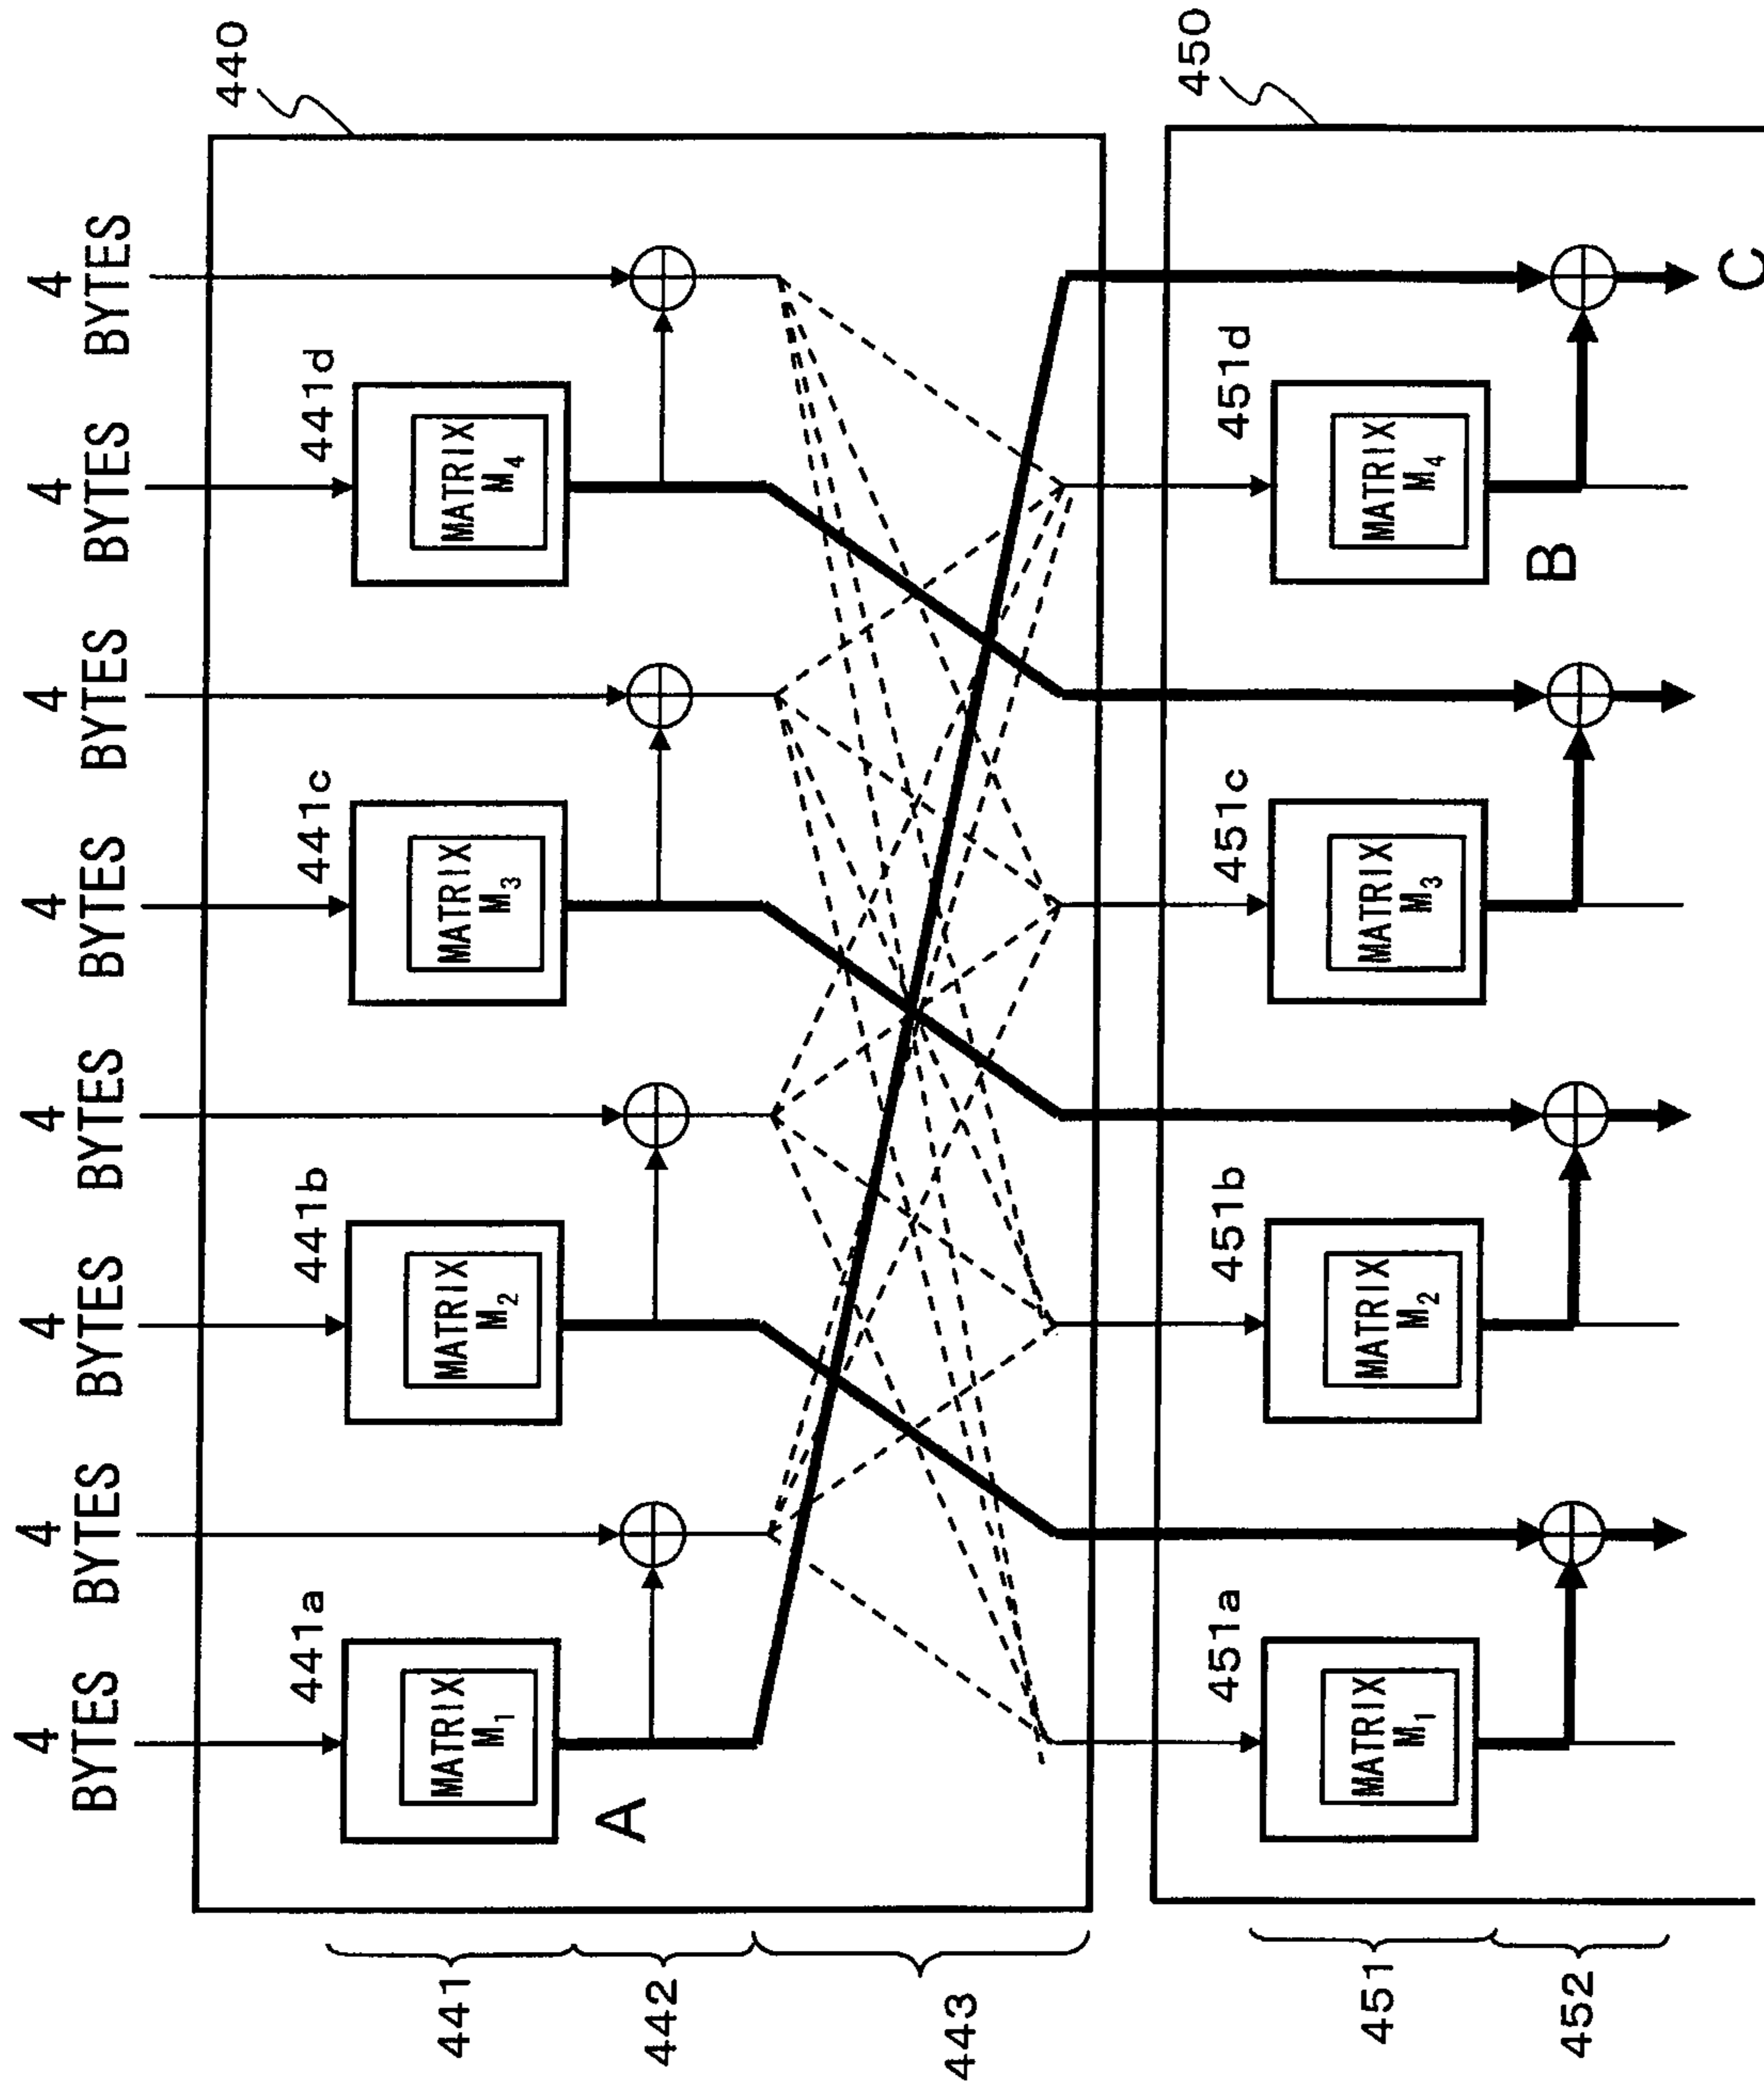 4
BYTES
4
BYTES
4
BYTES
4
BYTES
4
BYTES
4
BYTES
4
BYTES
4
BYTES
440
441a
441b
441c
441d
MATRIX
M1
MATRIX
M2
MATRIX
M3
MATRIX
M4
A
441
442
443
450
451a
451b
451c
451d
MATRIX
M1
MATRIX
M2
MATRIX
M3
MATRIX
M4
B
C
451
452